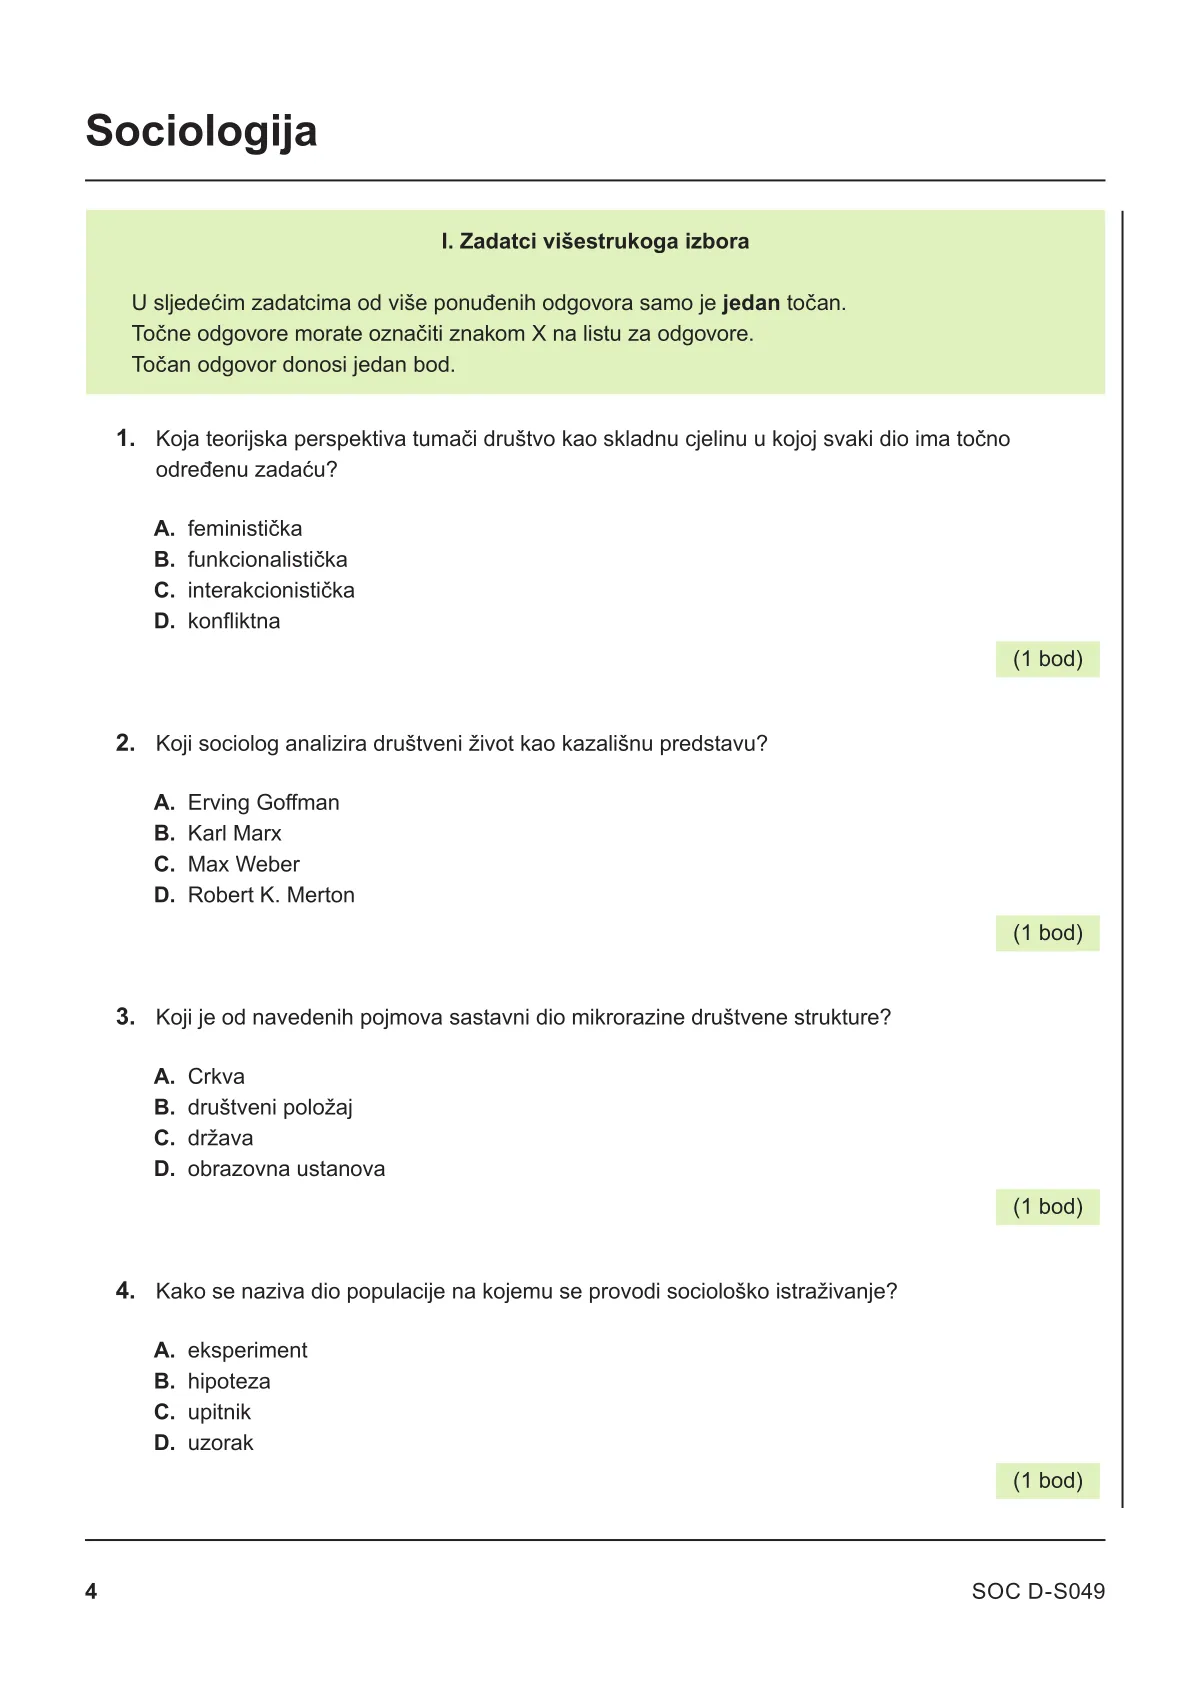 Sociologija
I. Zadatci višestrukoga izbora
U sljedećim zadatcima od više ponuđenih odgovora samo je jedan točan.
Točne odgovore morate označiti znakom X na listu za odgovore.
Točan odgovor donosi jedan bod.
1. Koja teorijska perspektiva tumači društvo kao skladnu cjelinu u kojoj svaki dio ima točno
određenu zadaću?
A. feministička
B. funkcionalistička
C. interakcionistička
D. konfliktna
(1 bod)
2. Koji sociolog analizira društveni život kao kazališnu predstavu?
A. Erving Goffman
B. Karl Marx
C. Max Weber
D. Robert K. Merton
(1 bod)
3. Koji je od navedenih pojmova sastavni dio mikrorazine društvene strukture?
A. Crkva
B. društveni položaj
C. država
D. obrazovna ustanova
(1 bod)
4. Kako se naziva dio populacije na kojemu se provodi sociološko istraživanje?
A. eksperiment
B. hipoteza
C. upitnik
D. uzorak
(1 bod)
4
SOC D-S049